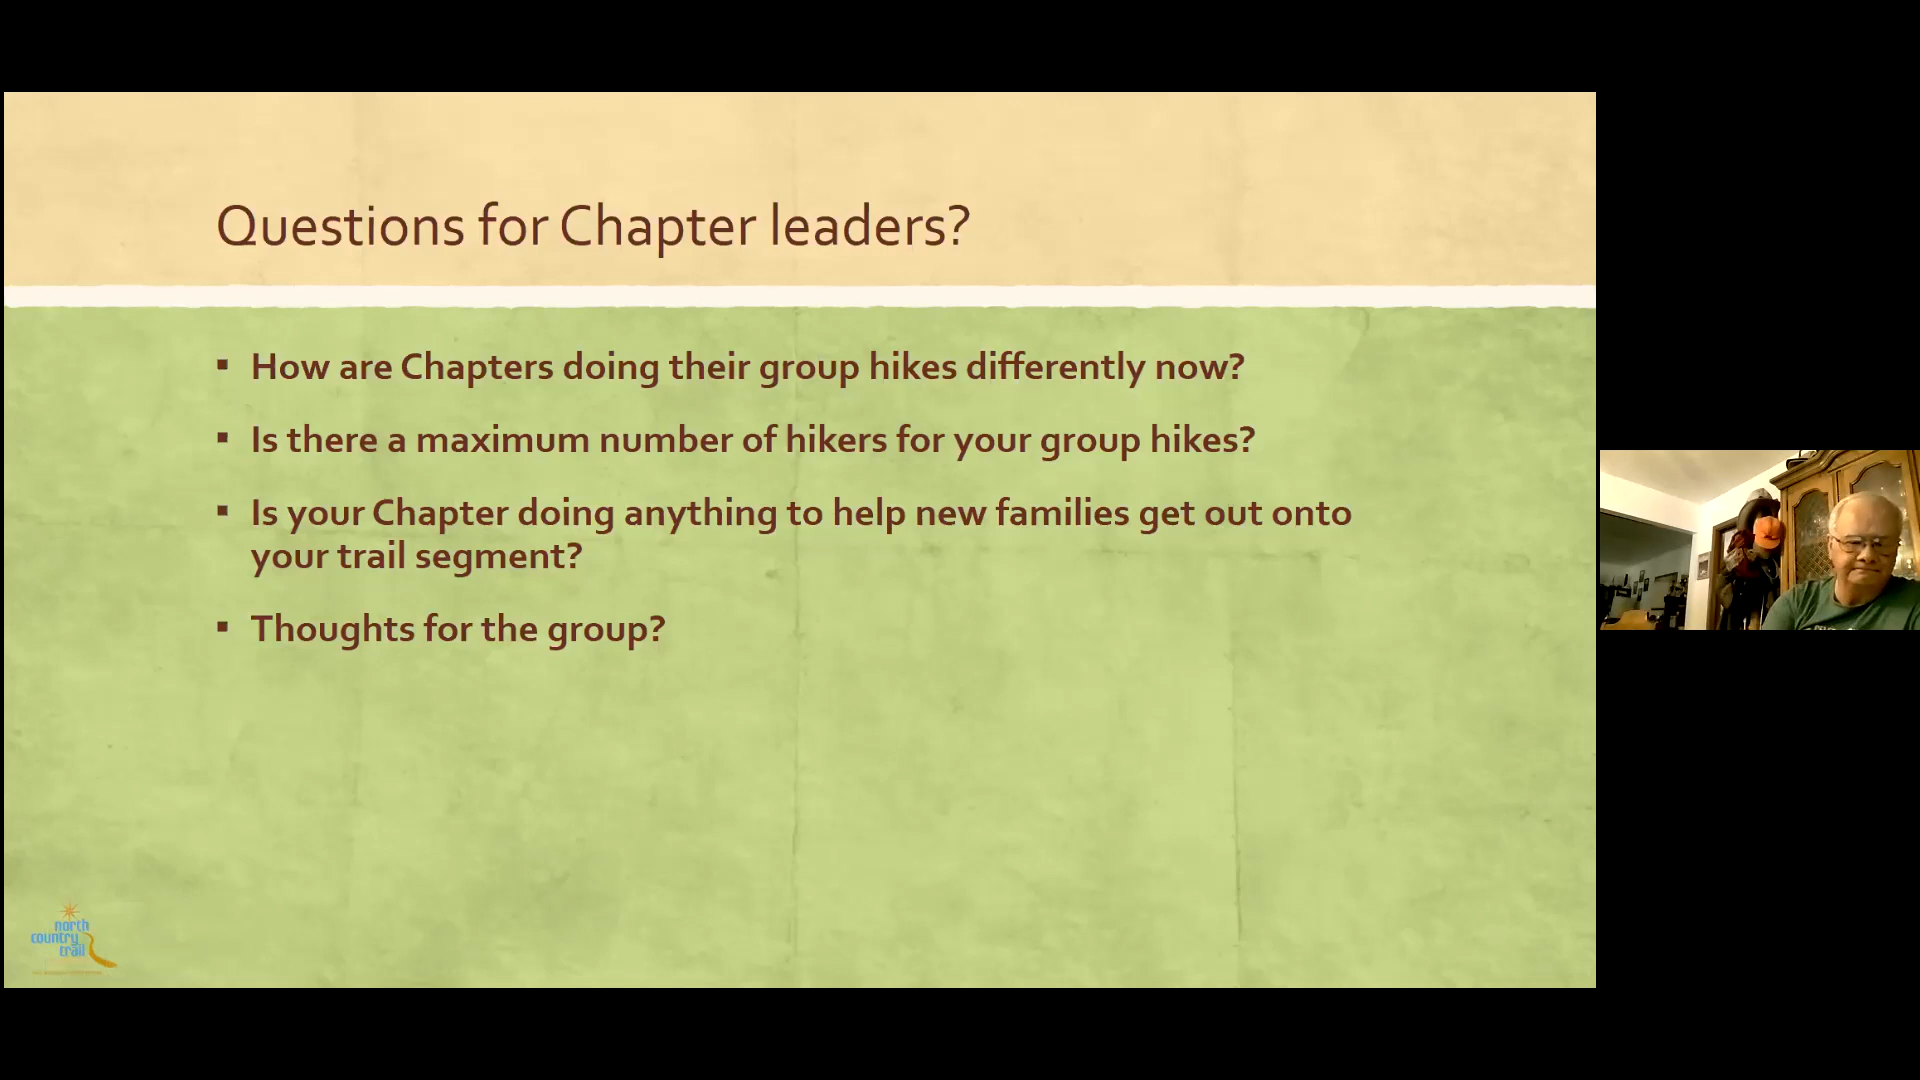 Questions for Chapter leaders?
▪ How are Chapters doing their group hikes differently now?
▪ Is there a maximum number of hikers for your group hikes?
▪ Is your Chapter doing anything to help new families get out onto
your trail segment?
▪ Thoughts for the group?
north
country
trail